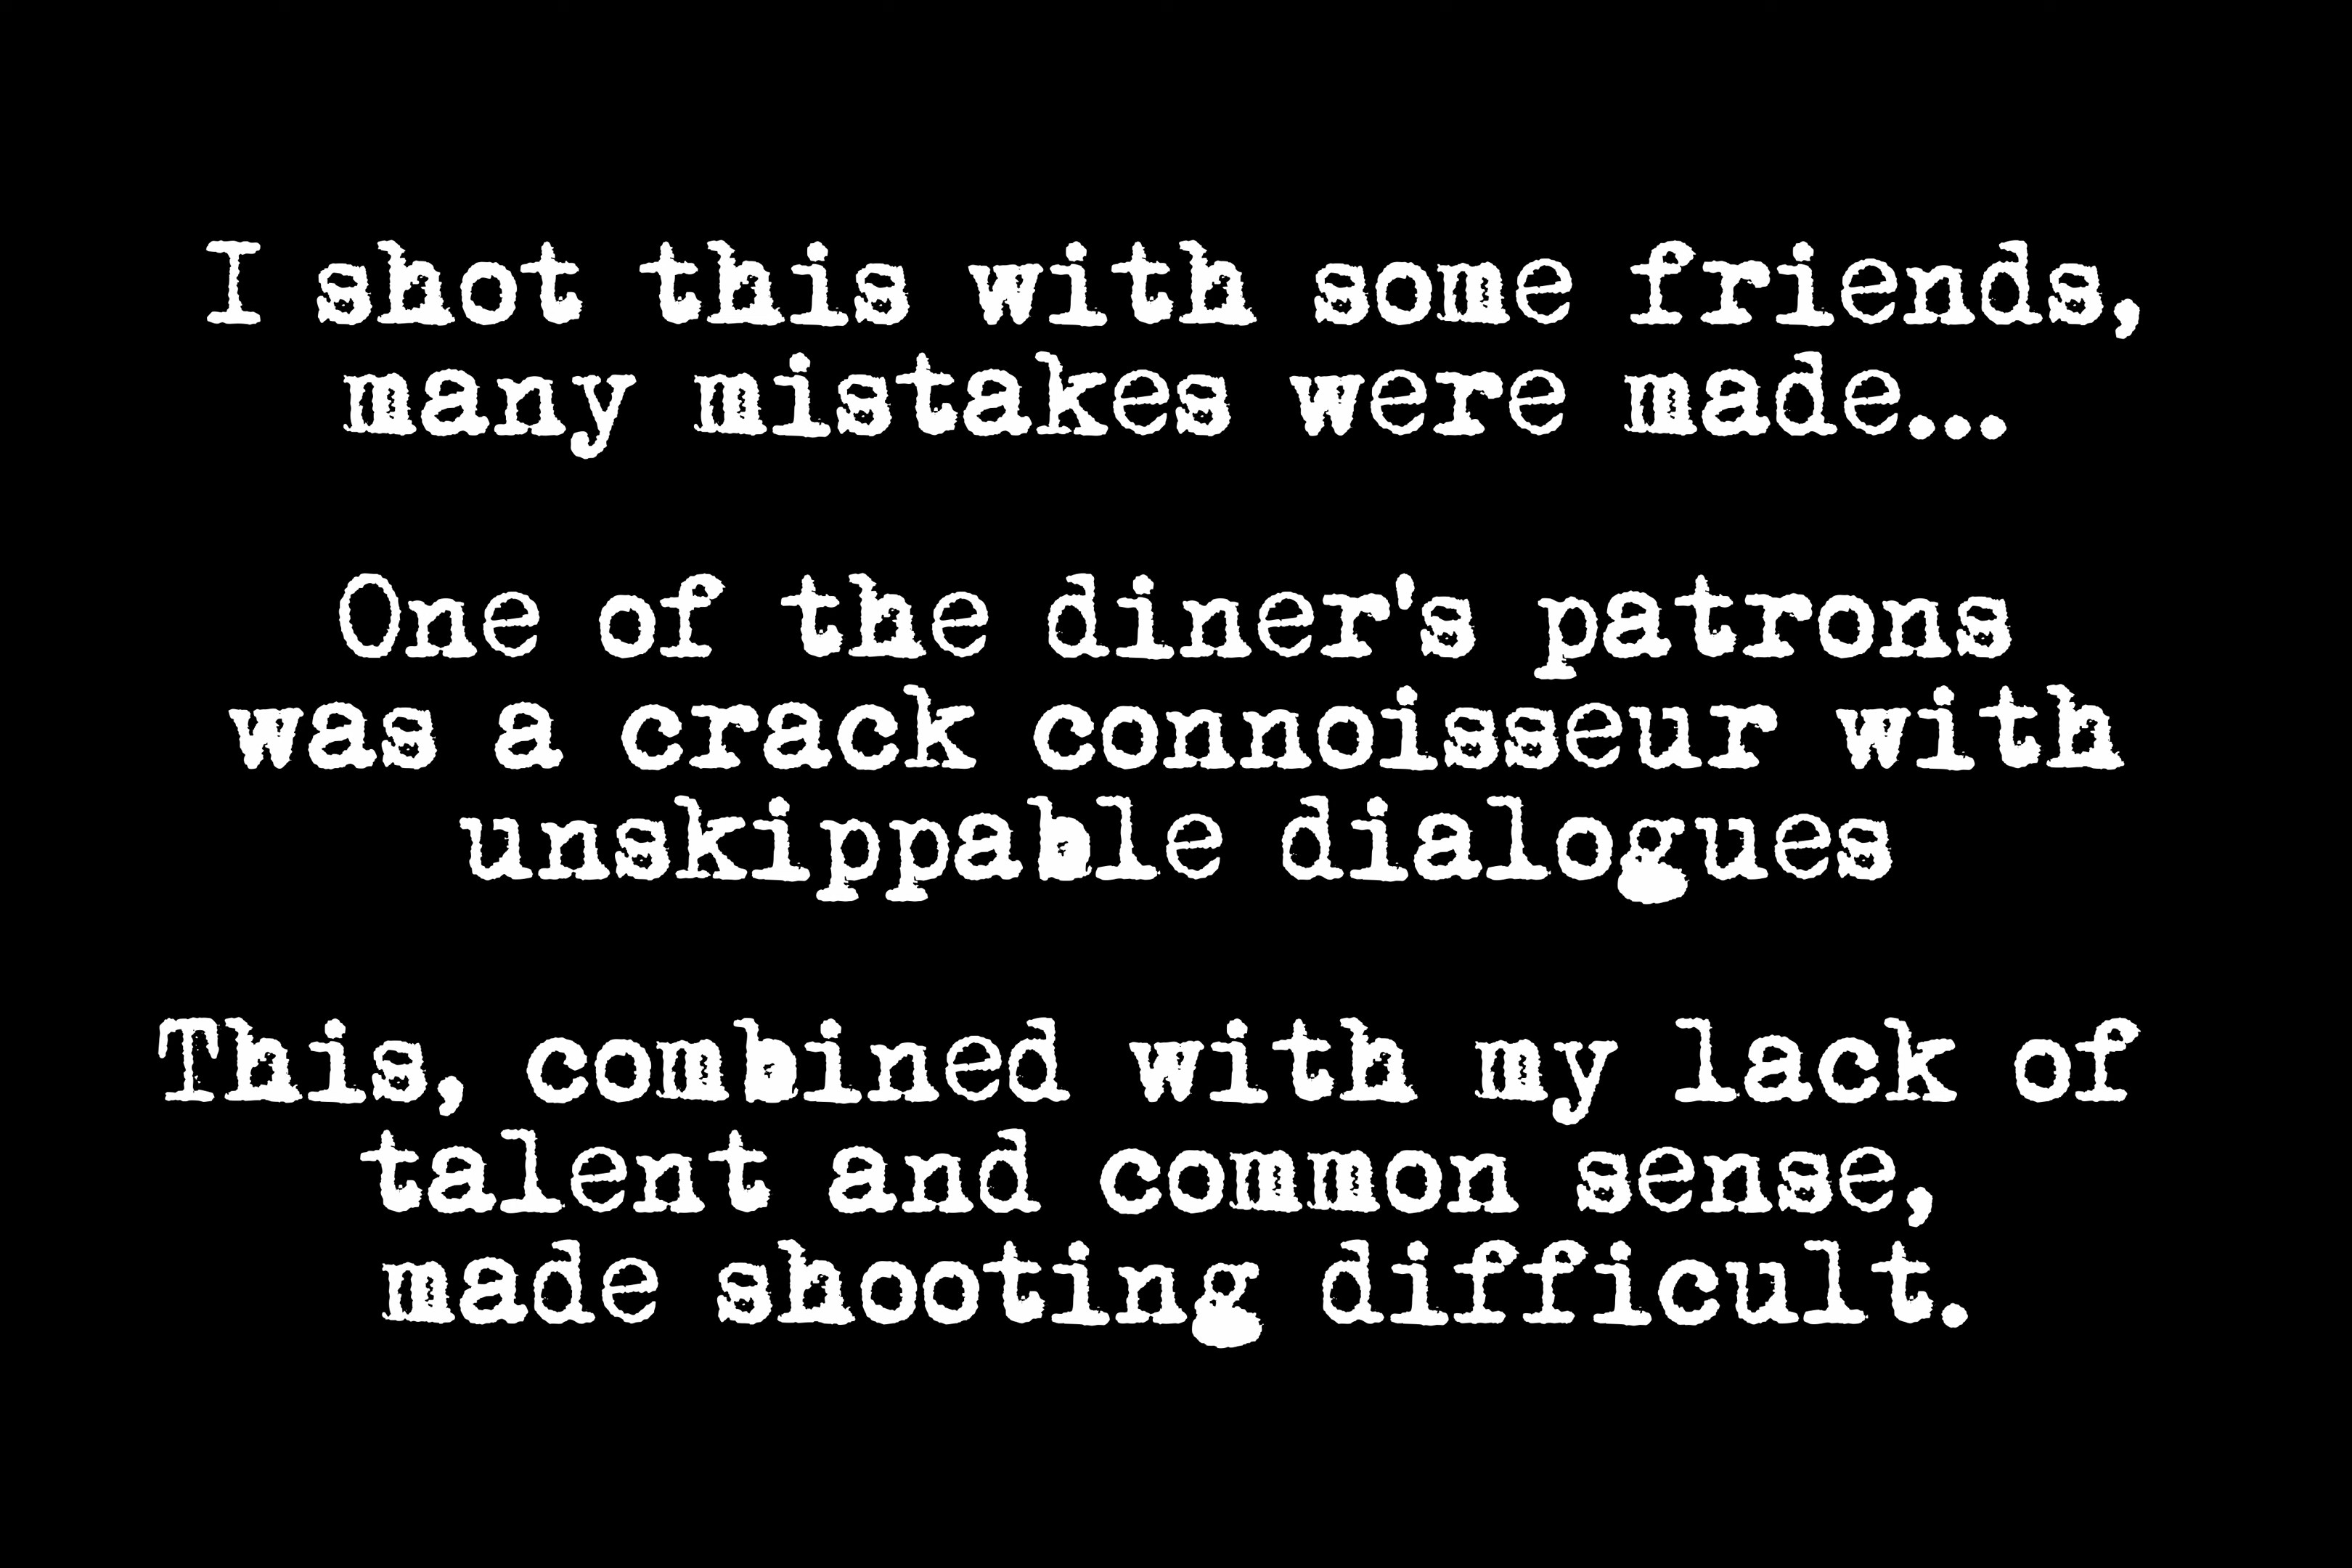 I shot this with some friends,
many mistakes were made...
One of the diner's patrons
was a crack connoisseur with
unskippable dialogues
This, combined with my lack of
talent and common sense,
made shooting difficult.